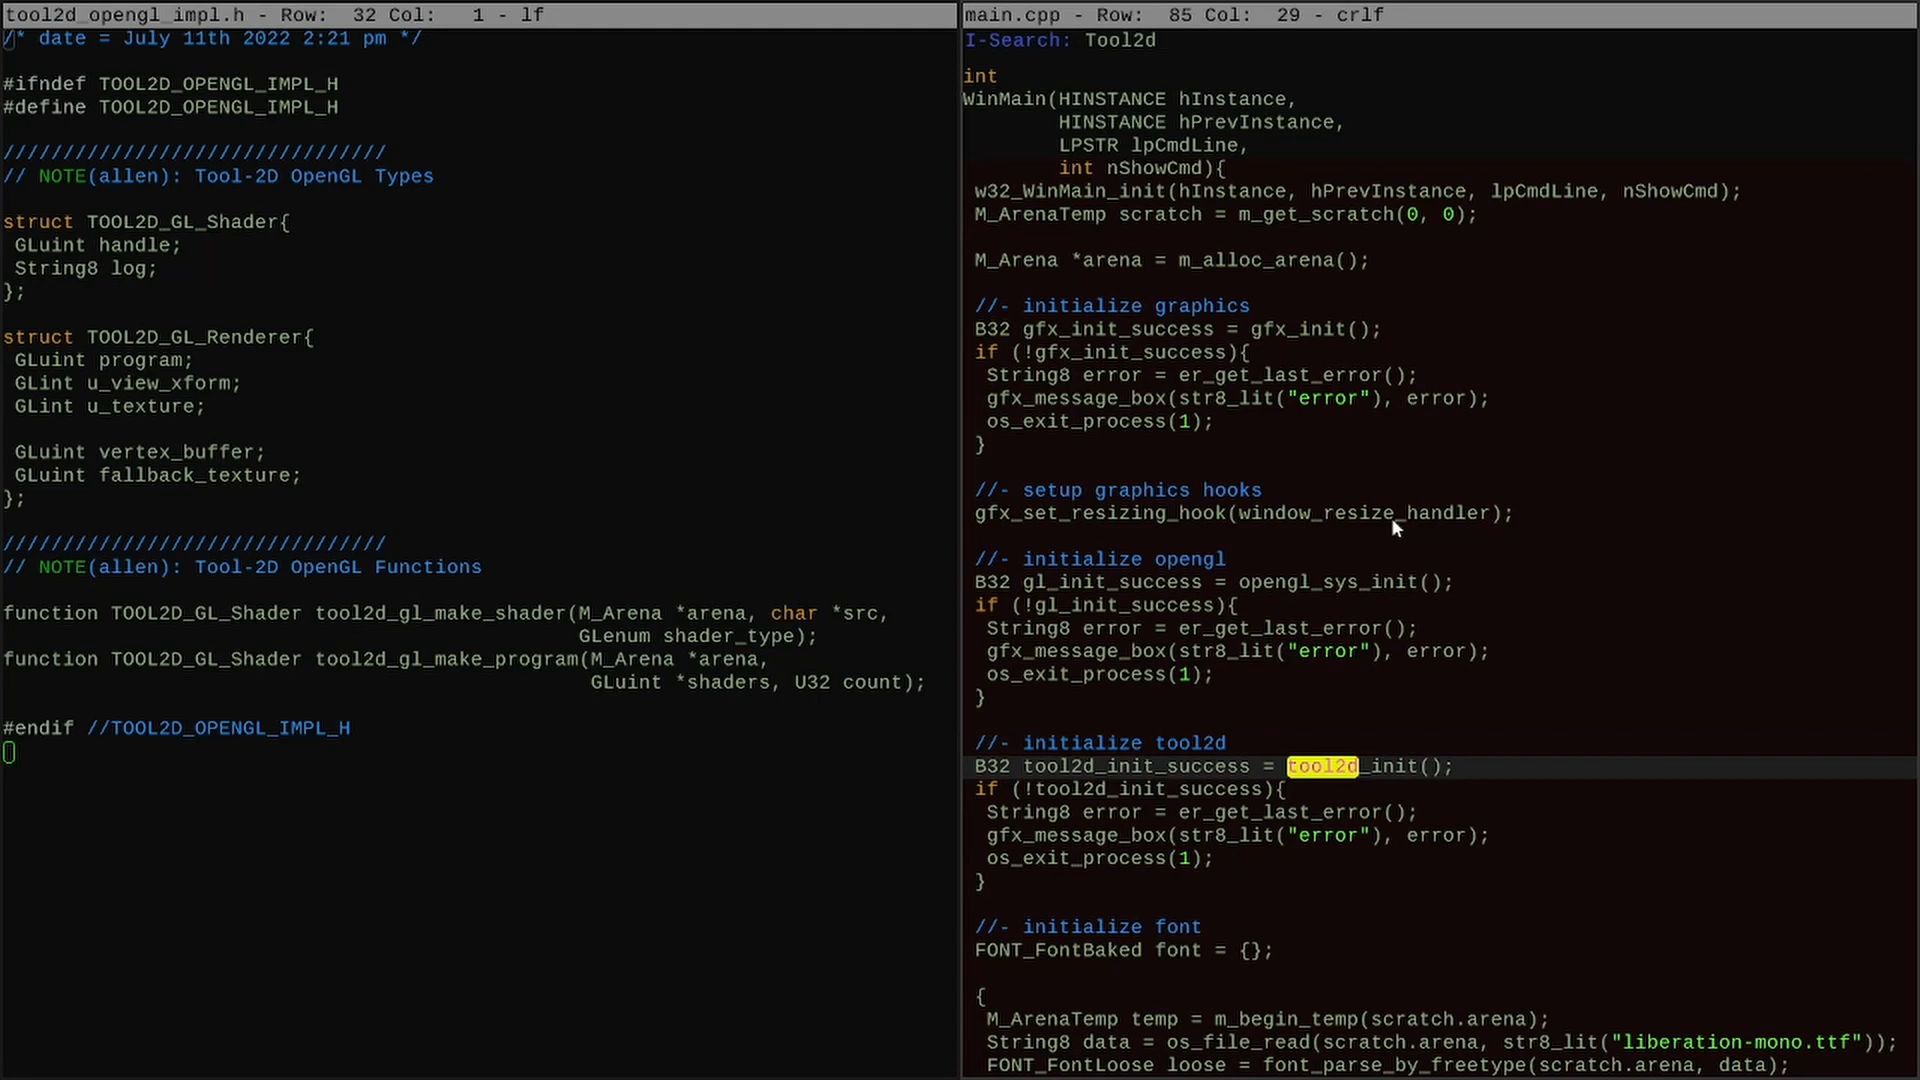 tool2d_opengl_impl.h - Row:  32 Col:   1 - lf
/* date = July 11th 2022 2:21 pm */
#ifndef TOOL2D_OPENGL_IMPL_H
#define TOOL2D_OPENGL_IMPL_H
////////////////////////////////
// NOTE(allen): Tool-2D OpenGL Types
struct TOOL2D_GL_Shader{
 GLuint handle;
 String8 log;
};
struct TOOL2D_GL_Renderer{
 GLuint program;
 GLint u_view_xform;
 GLint u_texture;
 GLuint vertex_buffer;
 GLuint fallback_texture;
};
////////////////////////////////
// NOTE(allen): Tool-2D OpenGL Functions
function TOOL2D_GL_Shader tool2d_gl_make_shader(M_Arena *arena, char *src,
                                                GLenum shader_type);
function TOOL2D_GL_Shader tool2d_gl_make_program(M_Arena *arena,
                                                 GLuint *shaders, U32 count);
#endif //TOOL2D_OPENGL_IMPL_H
main.cpp - Row:  85 Col:  29 - crlf
I-Search: Tool2d
int
WinMain(HINSTANCE hInstance,
        HINSTANCE hPrevInstance,
        LPSTR lpCmdLine,
        int nShowCmd){
 w32_WinMain_init(hInstance, hPrevInstance, lpCmdLine, nShowCmd);
 M_ArenaTemp scratch = m_get_scratch(0, 0);
 M_Arena *arena = m_alloc_arena();
 //- initialize graphics
 B32 gfx_init_success = gfx_init();
 if (!gfx_init_success){
  String8 error = er_get_last_error();
  gfx_message_box(str8_lit("error"), error);
  os_exit_process(1);
 }
 //- setup graphics hooks
 gfx_set_resizing_hook(window_resize_handler);
 //- initialize opengl
 B32 gl_init_success = opengl_sys_init();
 if (!gl_init_success){
  String8 error = er_get_last_error();
  gfx_message_box(str8_lit("error"), error);
  os_exit_process(1);
 }
 //- initialize tool2d
 B32 tool2d_init_success = tool2d_init();
 if (!tool2d_init_success){
  String8 error = er_get_last_error();
  gfx_message_box(str8_lit("error"), error);
  os_exit_process(1);
 }
 //- initialize font
 FONT_FontBaked font = {};
 {
  M_ArenaTemp temp = m_begin_temp(scratch.arena);
  String8 data = os_file_read(scratch.arena, str8_lit("liberation-mono.ttf"));
  FONT_FontLoose loose = font_parse_by_freetype(scratch.arena, data);